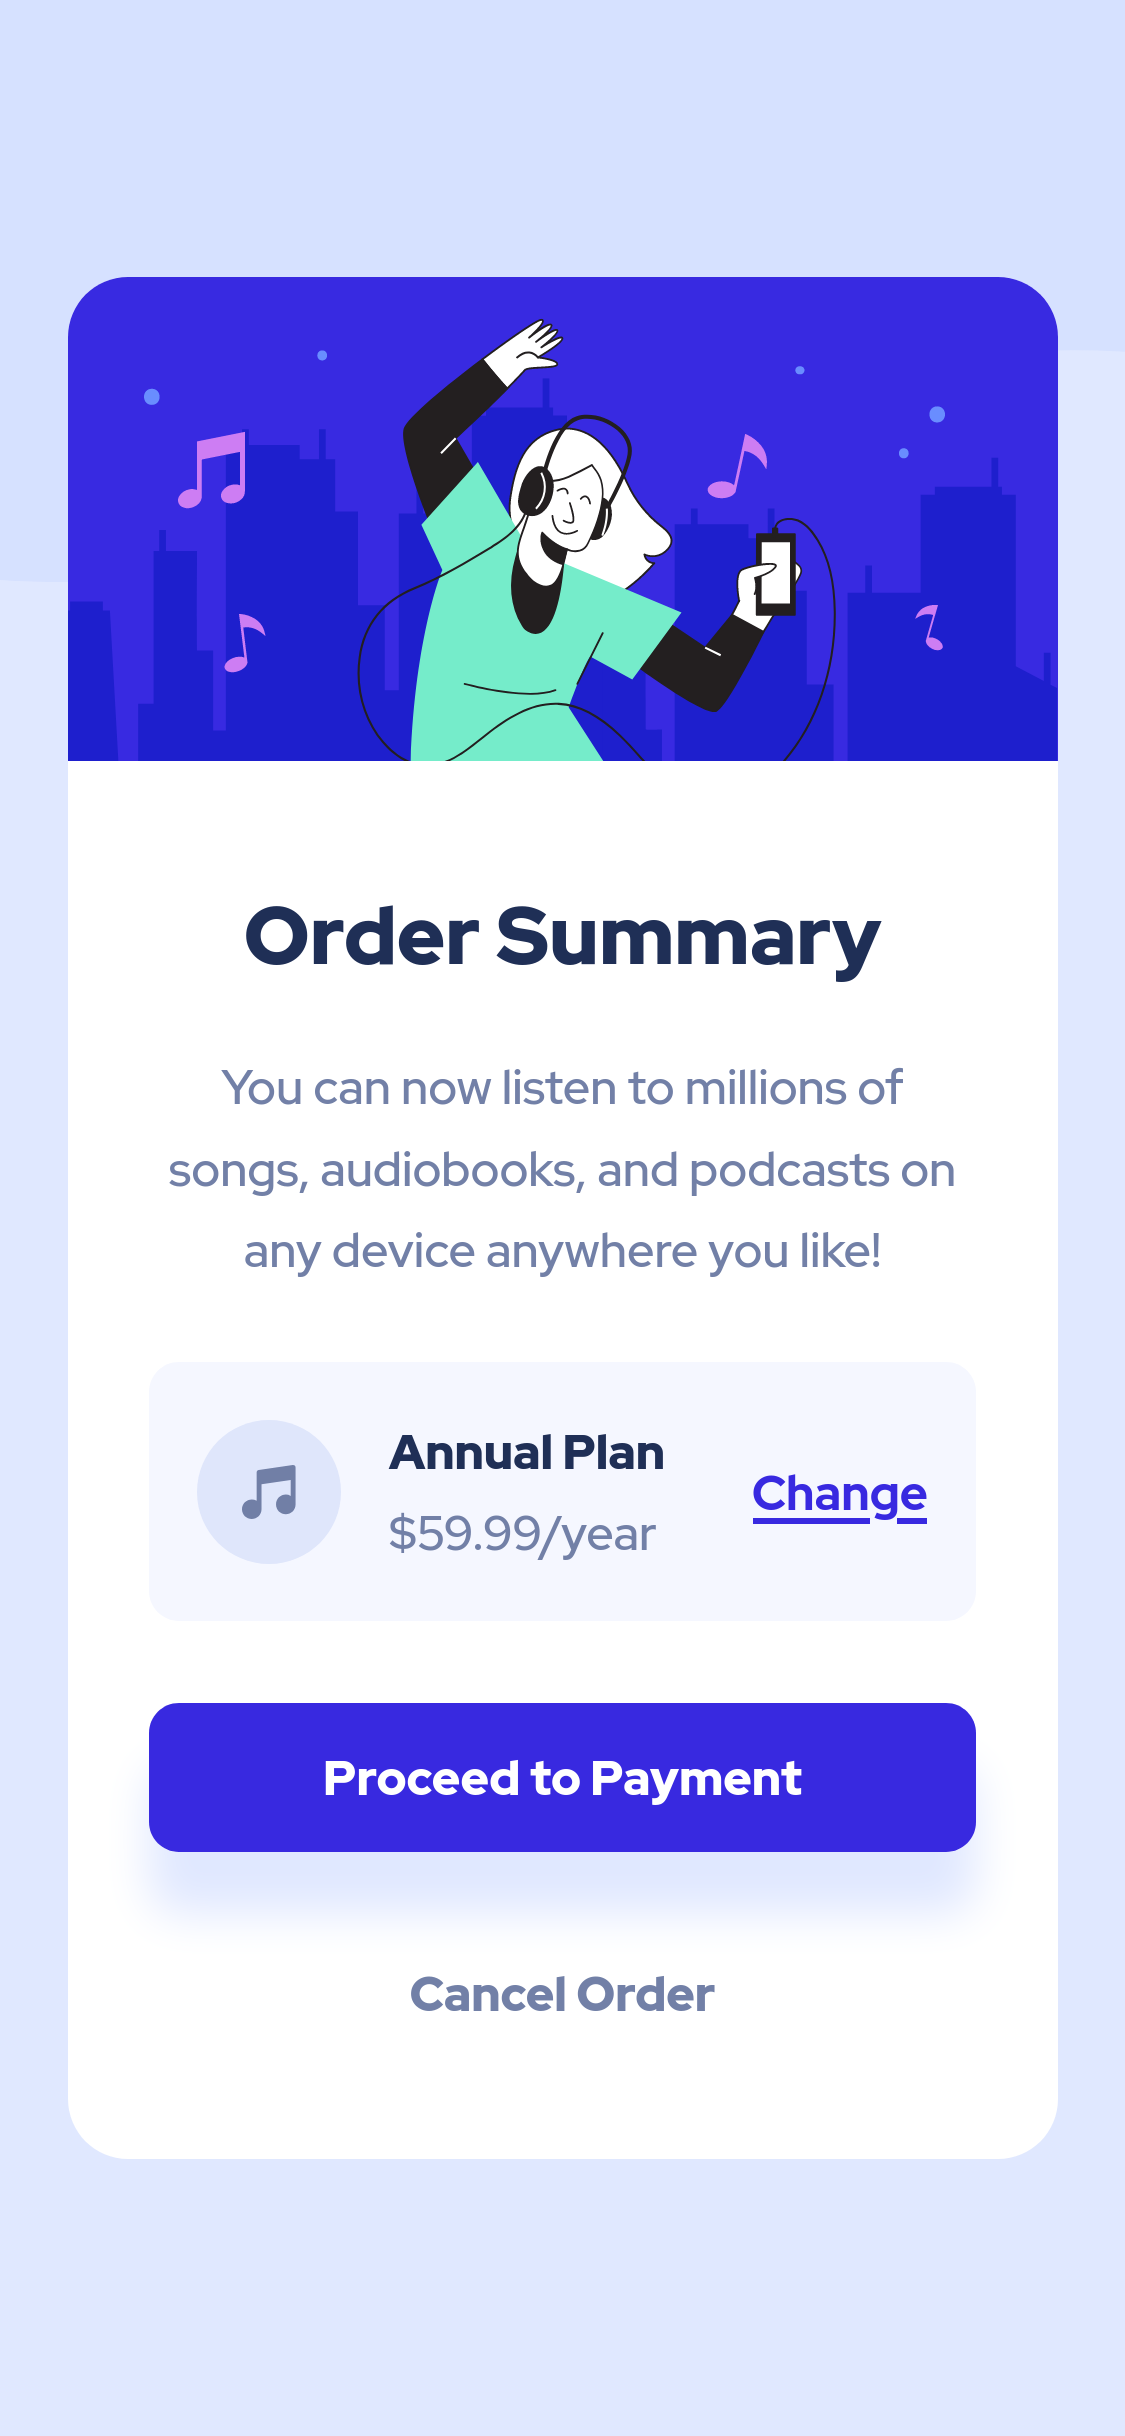 Order Summary
You can now listen to millions of
songs, audiobooks, and podcasts on
any device anywhere you like!
Annual Plan
$59.99/year
Change
Proceed to Payment
Cancel Order